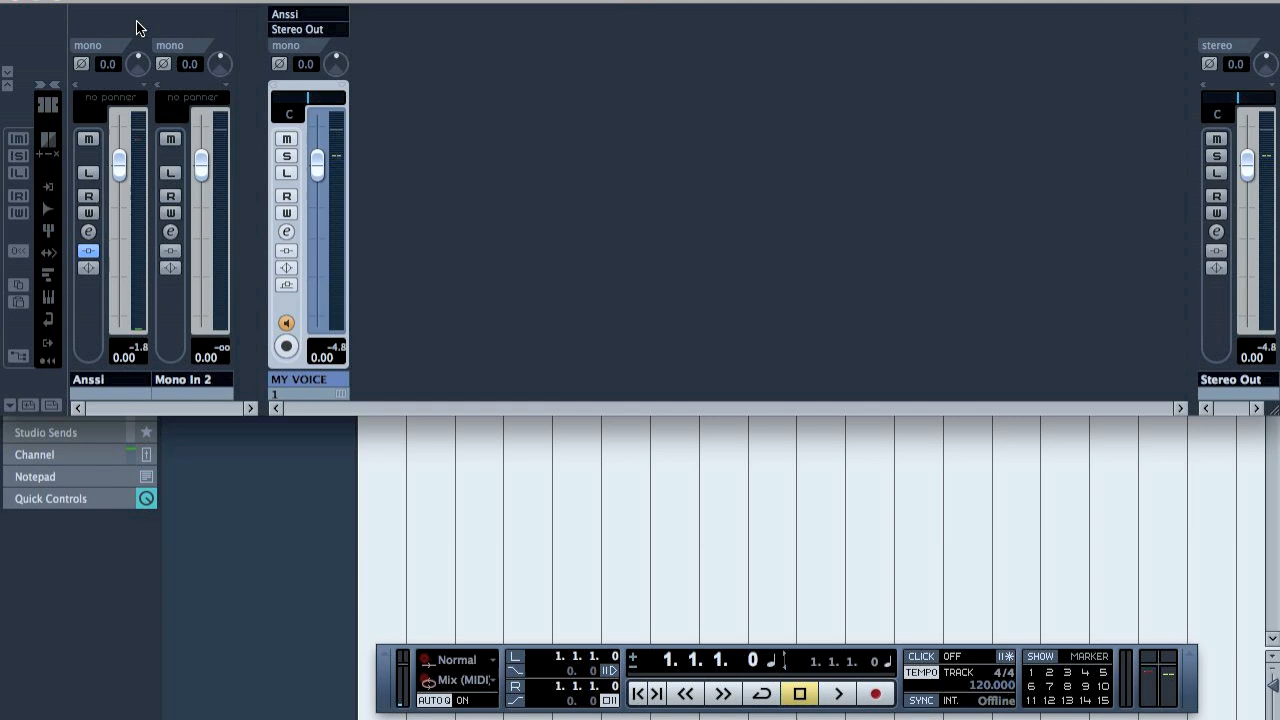 Anssi
Stereo Out
mono
mono
mono
stereo
0.0
0.0
0.0
0.0
no panner
no panner
C
C
m
m
m
m
S
S
L
L
L
L
R
R
R
R
W
W
W
W
e
e
e
e
[M]
[S]
[L]
[R]
[W]
-1.8
0.00
-∞
0.00
-4.8
0.00
-4.8
0.00
Anssi
Mono In 2
MY VOICE
Stereo Out
1
Studio Sends
Channel
Notepad
Quick Controls
Normal
Mix (MIDI)
AUTO Q ON
L 1. 1. 1. 0
0. 0
R 1. 1. 1. 0
0. 0
1. 1. 1. 0
1. 1. 1. 0
CLICK OFF
TEMPO TRACK 4/4
120.000
SYNC INT. Offline
SHOW MARKER
1 2 3 4 5
6 7 8 9 10
11 12 13 14 15